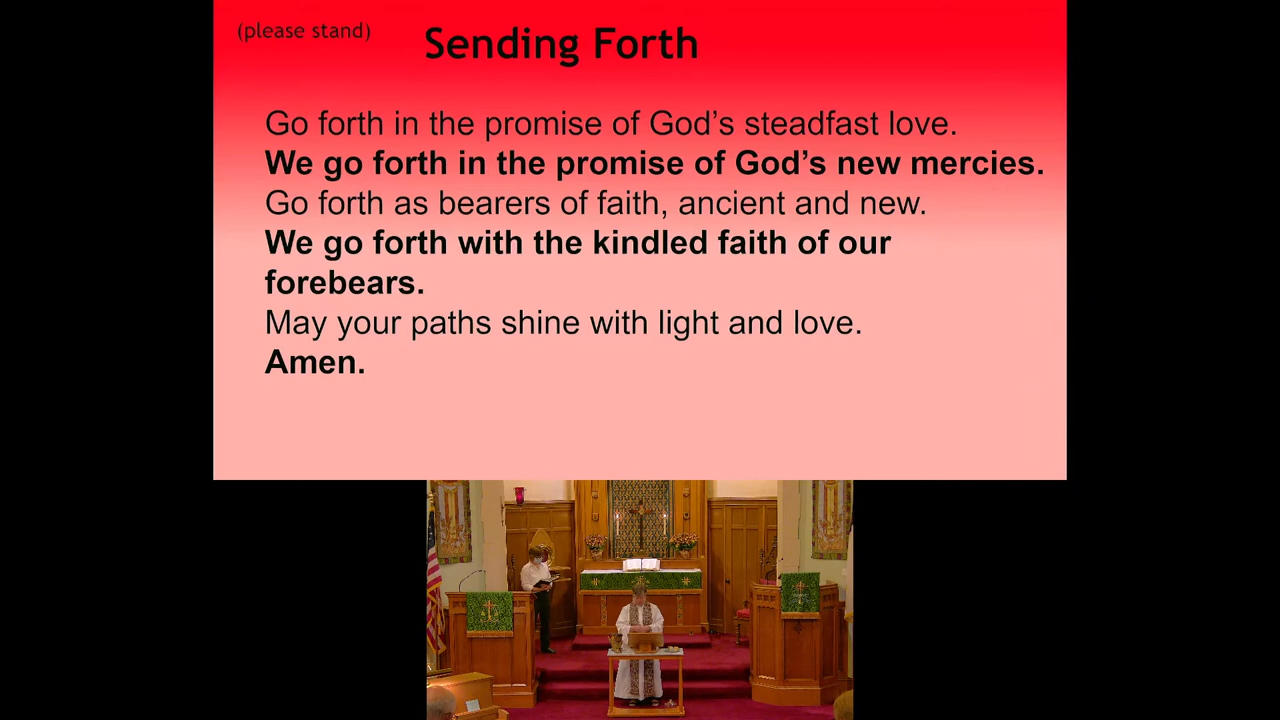 (please stand)
Sending Forth
Go forth in the promise of God’s steadfast love.
We go forth in the promise of God’s new mercies.
Go forth as bearers of faith, ancient and new.
We go forth with the kindled faith of our
forebears.
May your paths shine with light and love.
Amen.